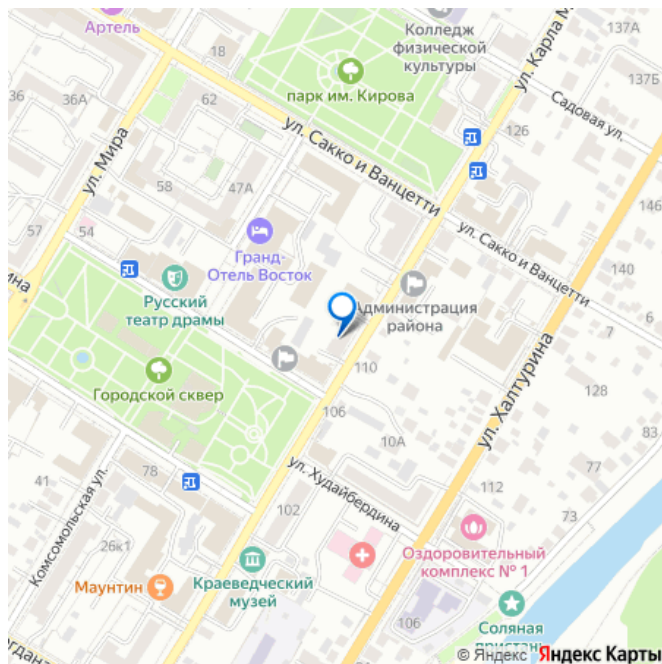 Артель
18
Колледж
физической
культуры
137А
ул. Карла М
137Б
парк им. Кирова
36
36А
62
ул. Мира
Садовая ул.
126
ул. Сакко и Ванцетти
58
47А
146
57
54
Гранд-
Отель Восток
ул. Сакко и Ванцетти
140
ина
Русский
театр драмы
Администрация
района
7
6
Городской сквер
110
ул. Халтурина
128
106
10А
83
78
ул. Худайбердина
77
41
Комсомольская ул.
112
102
73
26к1
Оздоровительный
комплекс № 1
Маунтин
Краеведческий
музей
106
Соляная
пристань
© Яндекс Яндекс Карты